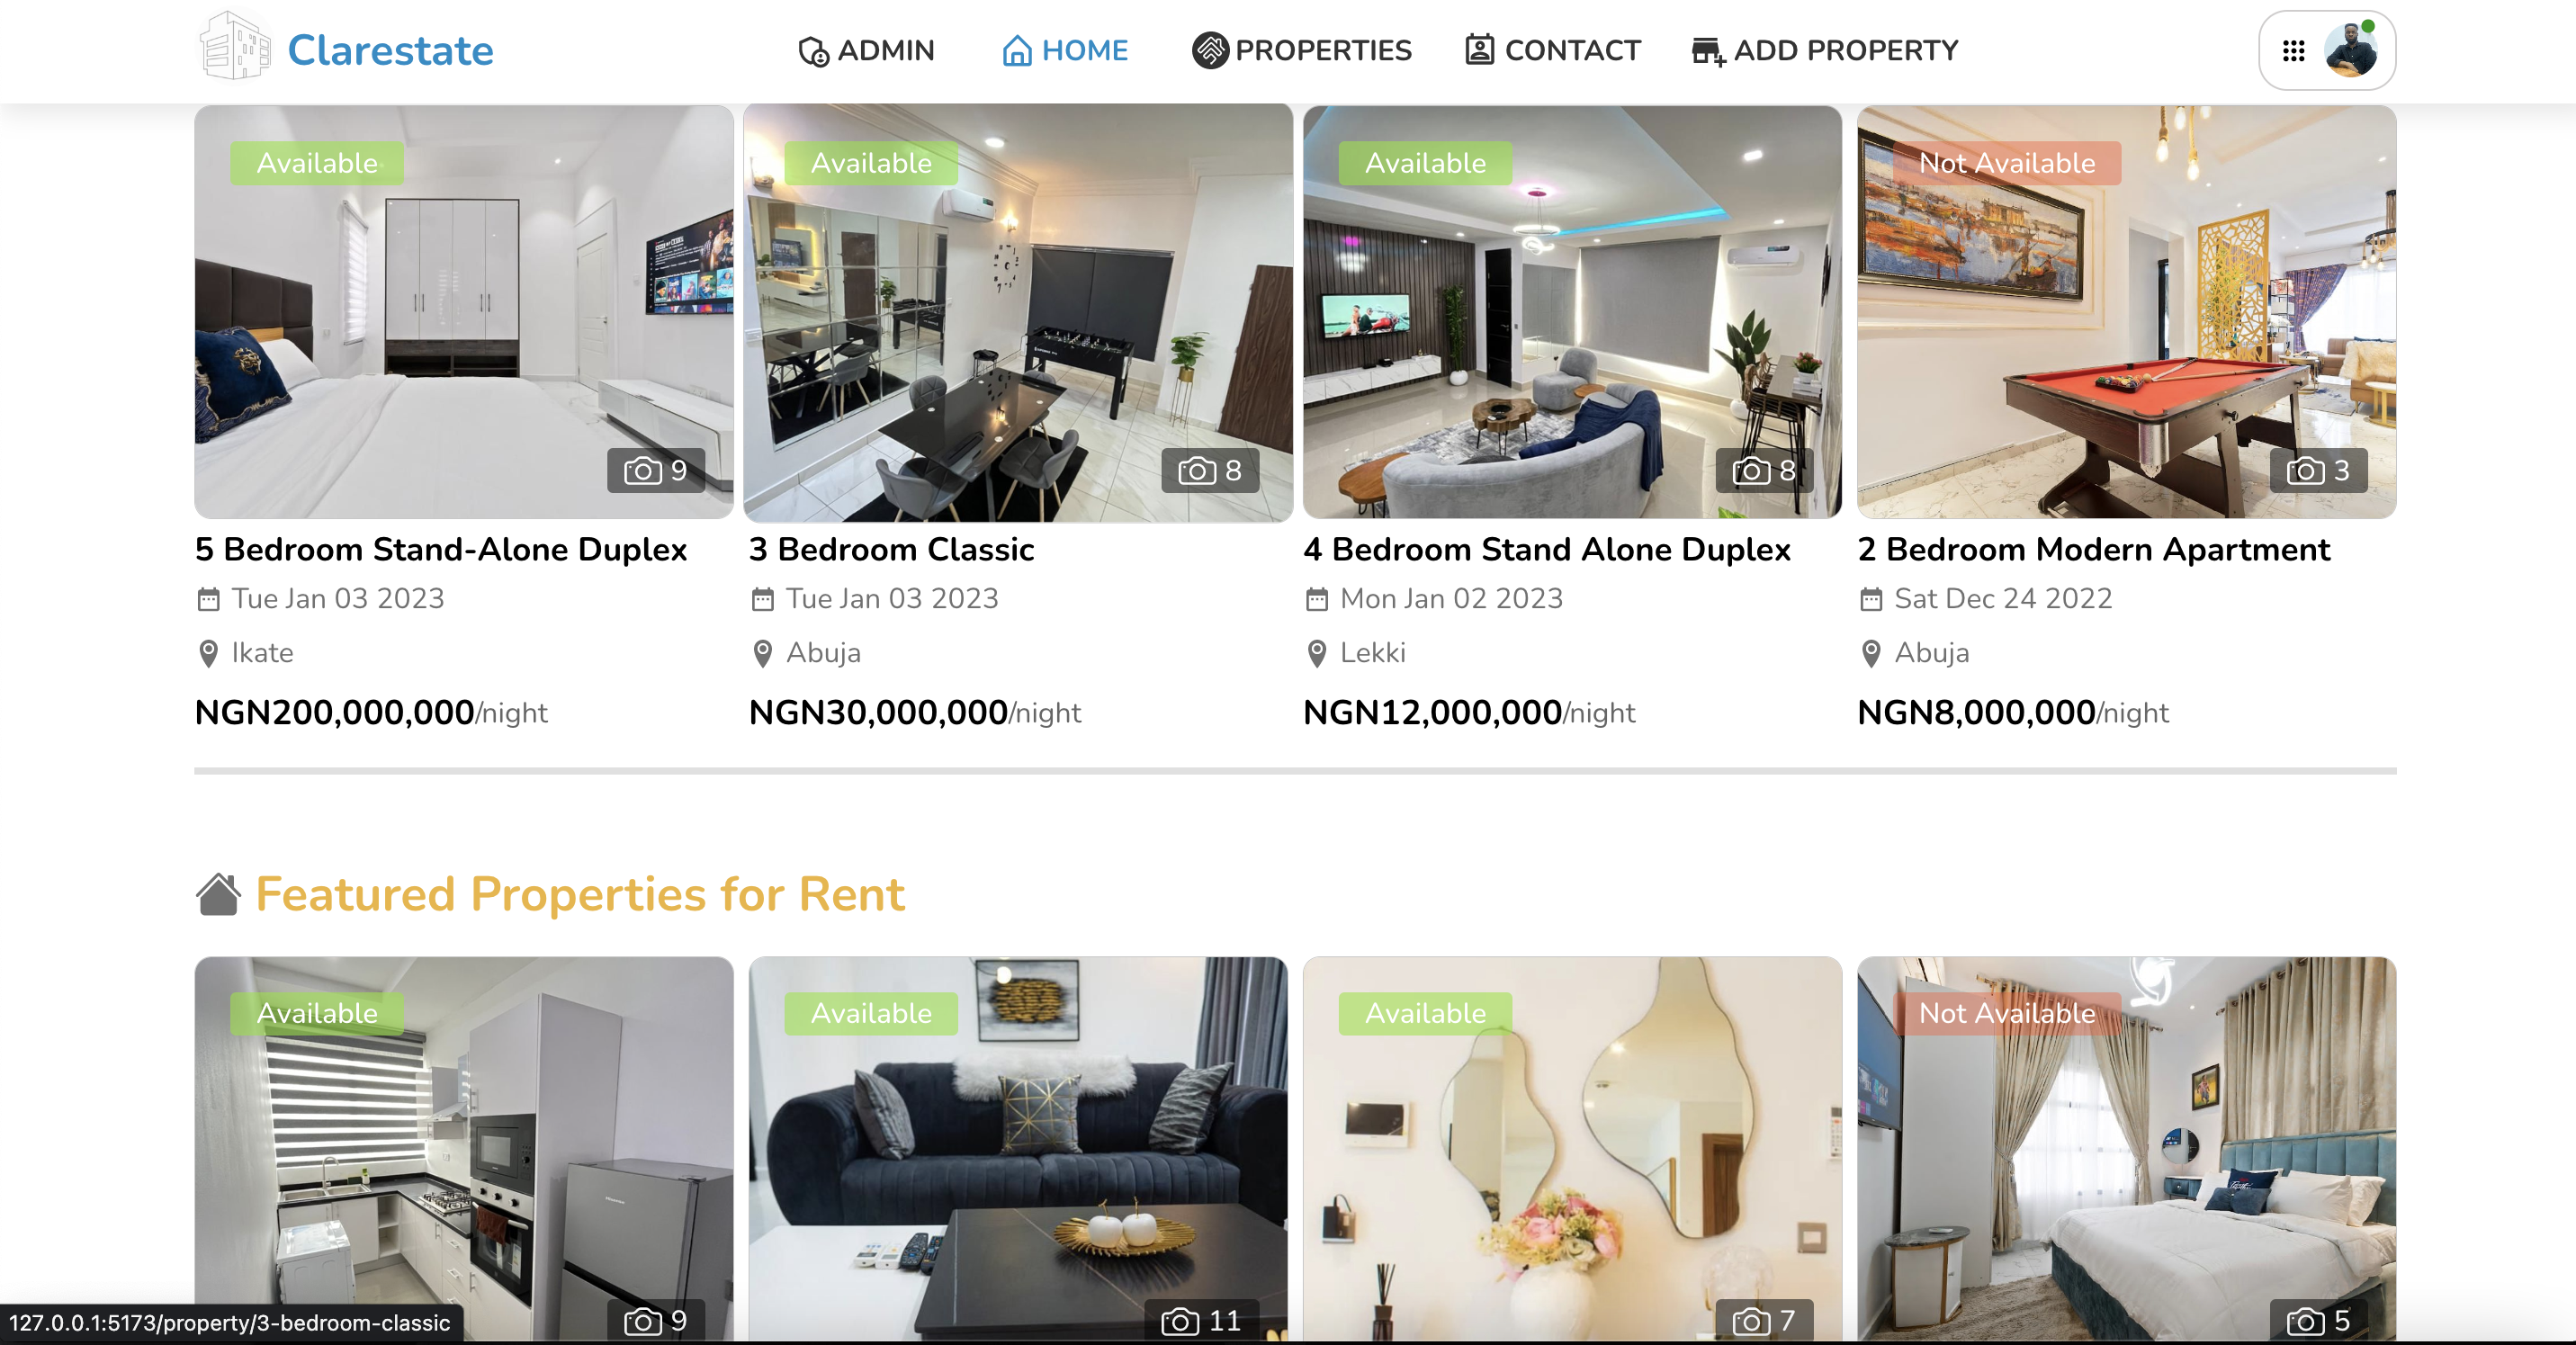 Clarestate
ADMIN
HOME
PROPERTIES
CONTACT
ADD PROPERTY
Available
Available
Available
Not Available
9
8
8
3
5 Bedroom Stand-Alone Duplex
3 Bedroom Classic
4 Bedroom Stand Alone Duplex
2 Bedroom Modern Apartment
Tue Jan 03 2023
Tue Jan 03 2023
Mon Jan 02 2023
Sat Dec 24 2022
Ikate
Abuja
Lekki
Abuja
NGN200,000,000/night
NGN30,000,000/night
NGN12,000,000/night
NGN8,000,000/night
Featured Properties for Rent
Available
Available
Available
Not Available
9
11
7
5
127.0.0.1:5173/property/3-bedroom-classic